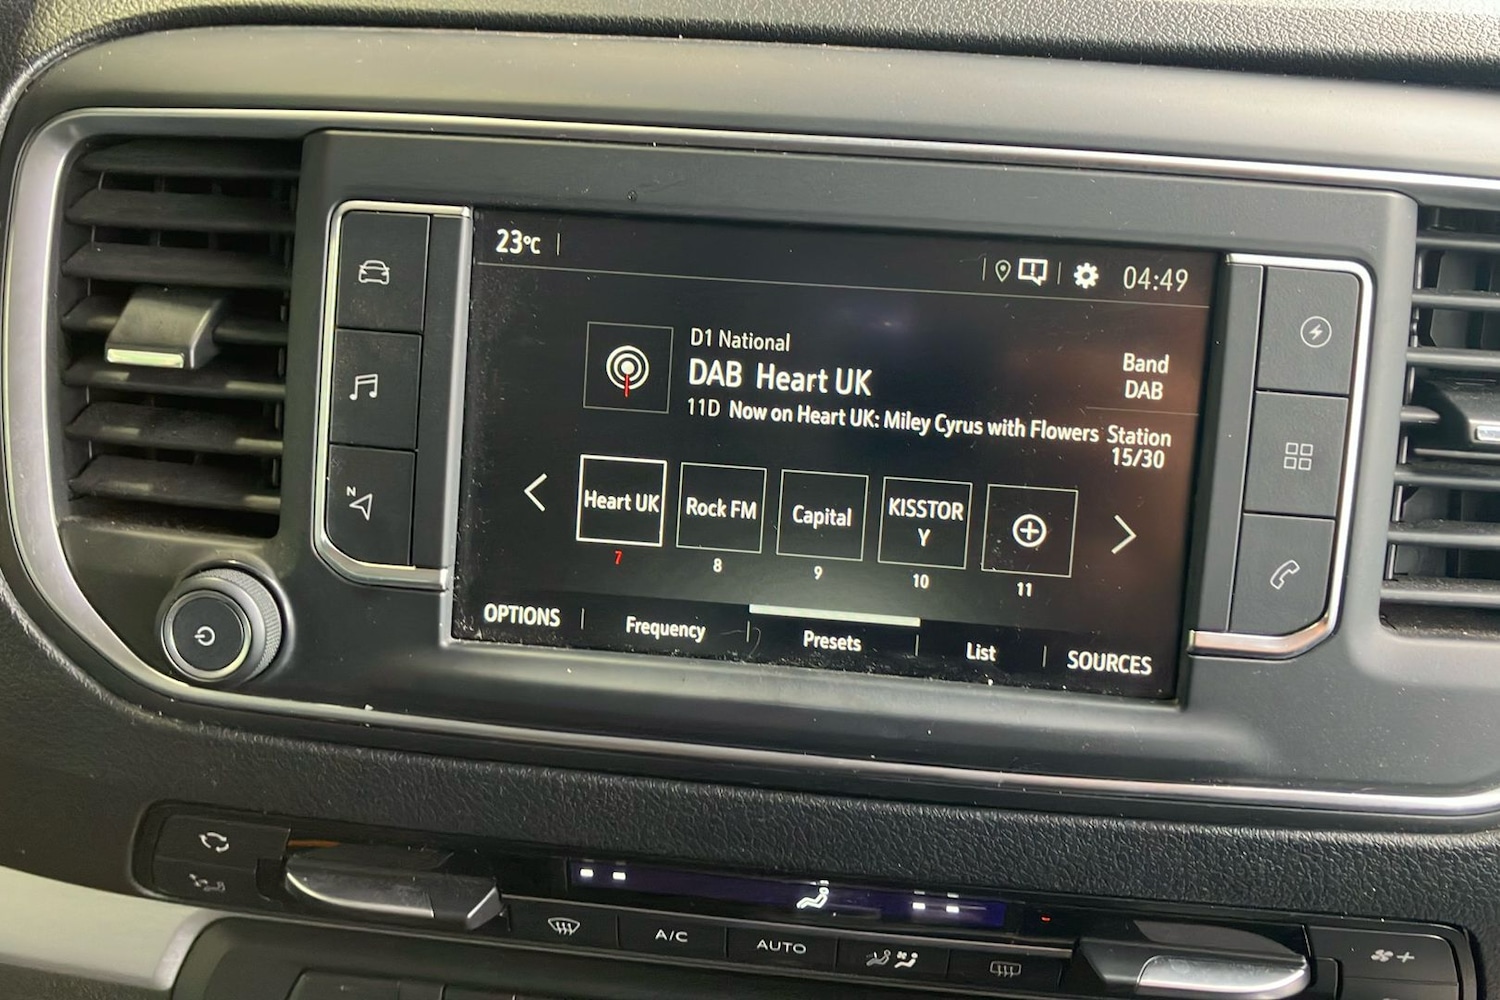 23°C
04:49
D1 National
DAB Heart UK
11D Now on Heart UK: Miley Cyrus with Flowers
Band
DAB
Station
15/30
Heart UK
Rock FM
Capital
KISSTOR
Y
7
8
9
10
11
OPTIONS
Frequency
Presets
List
SOURCES
N
A/C
AUTO